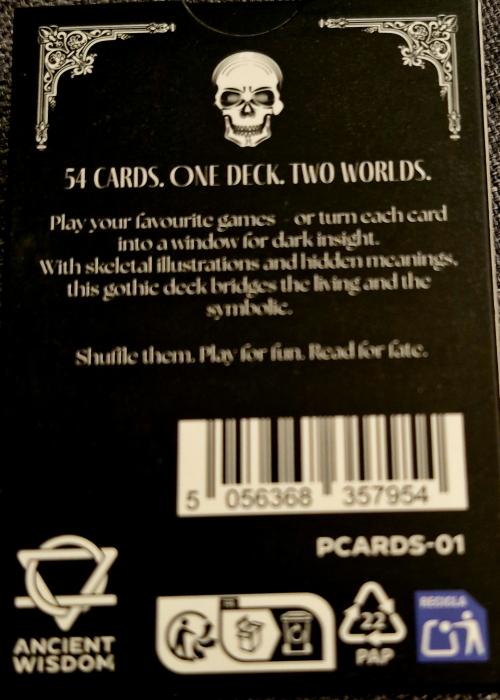 54 CARDS. ONE DECK. TWO WORLDS.
Play your favourite games - or turn each card
into a window for dark insight.
With skeletal illustrations and hidden meanings,
this gothic deck bridges the living and the
symbolic.
Shuffle them. Play for fun. Read for fate.
5 056368 357954
PCARDS-01
ANCIENT
WISDOM
22
PAP
RECICLA